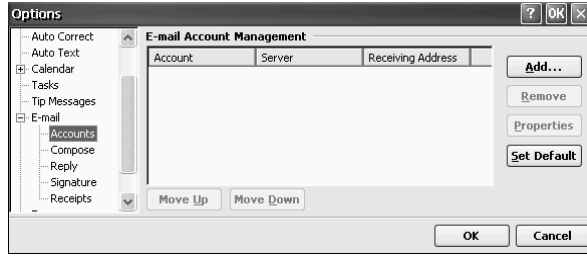 Options ? OK ×
Auto Correct
Auto Text
Calendar
Tasks
Tip Messages
E-mail
Accounts
Compose
Reply
Signature
Receipts
E-mail Account Management
Account Server Receiving Address
Add...
Remove
Properties
Set Default
Move Up Move Down
OK Cancel